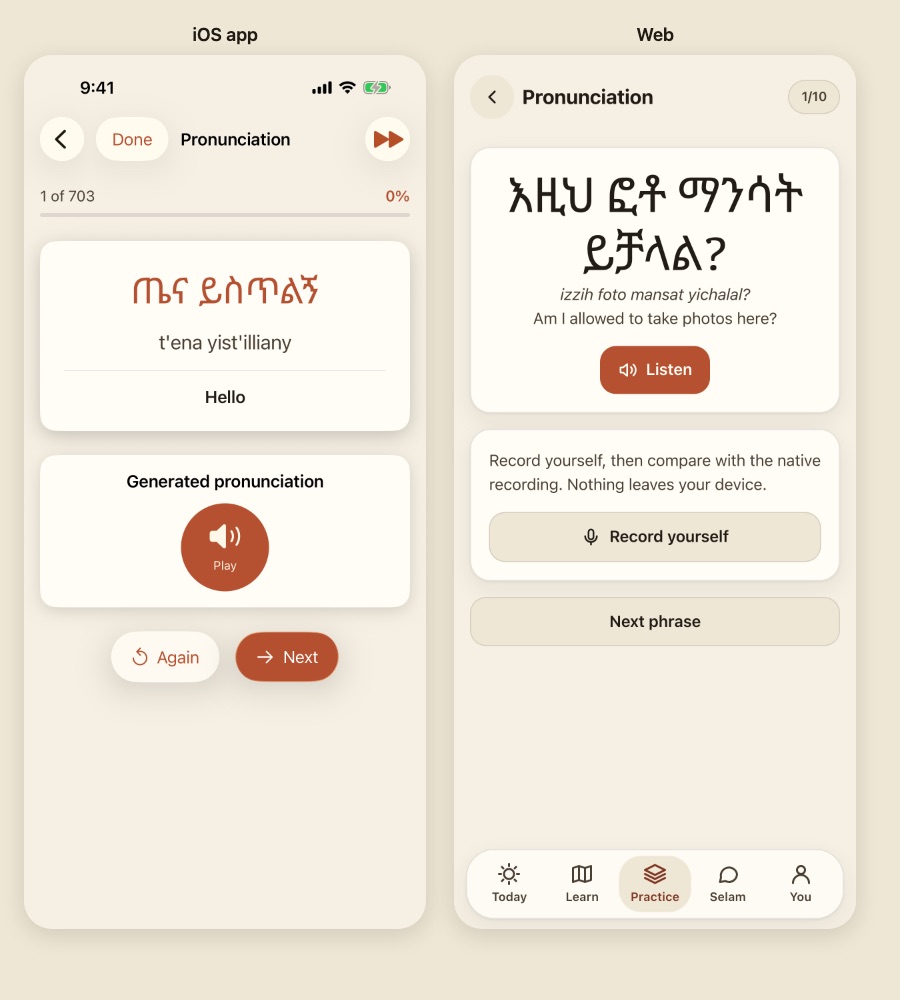 iOS app
9:41
Done
Pronunciation
1 of 703
0%
ጤና ይስጥልኝ
t'ena yist'illiany
Hello
Generated pronunciation
Play
Again
Next
Web
Pronunciation
1/10
እዚህ ፎቶ ማንሳት
ይቻላል?
izzih foto mansat yichalal?
Am I allowed to take photos here?
Listen
Record yourself, then compare with the native
recording. Nothing leaves your device.
Record yourself
Next phrase
Today
Learn
Practice
Selam
You